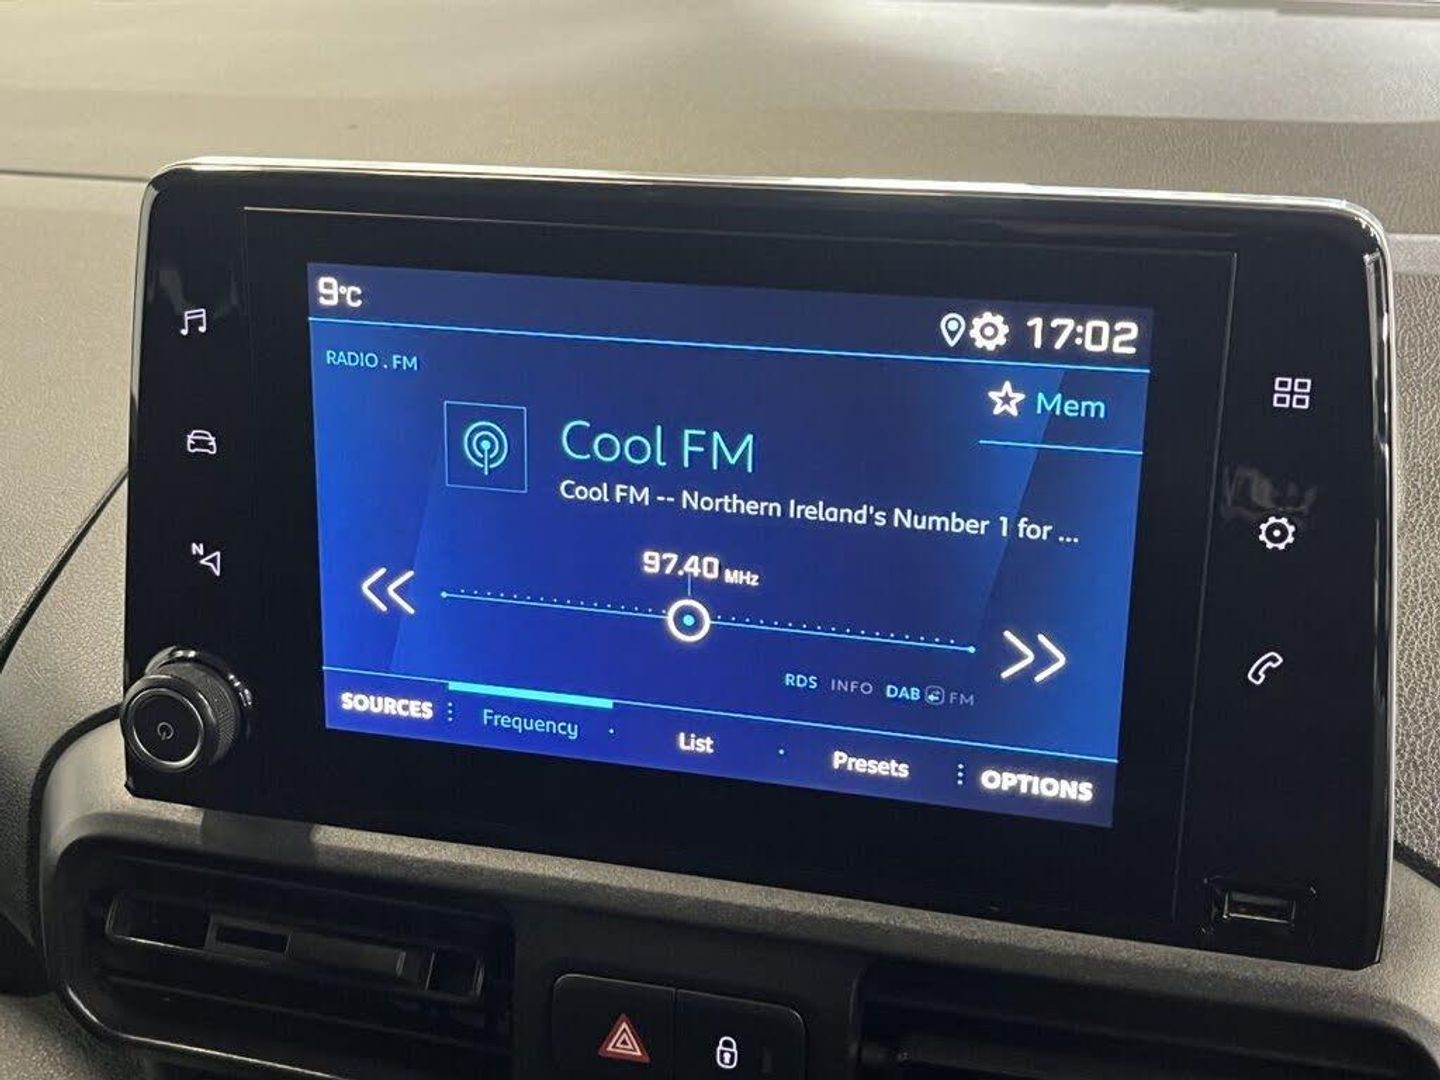 9°C
17:02
RADIO . FM
Mem
Cool FM
Cool FM -- Northern Ireland's Number 1 for ...
97.40 MHz
RDS INFO DAB FM
SOURCES Frequency List Presets OPTIONS
N